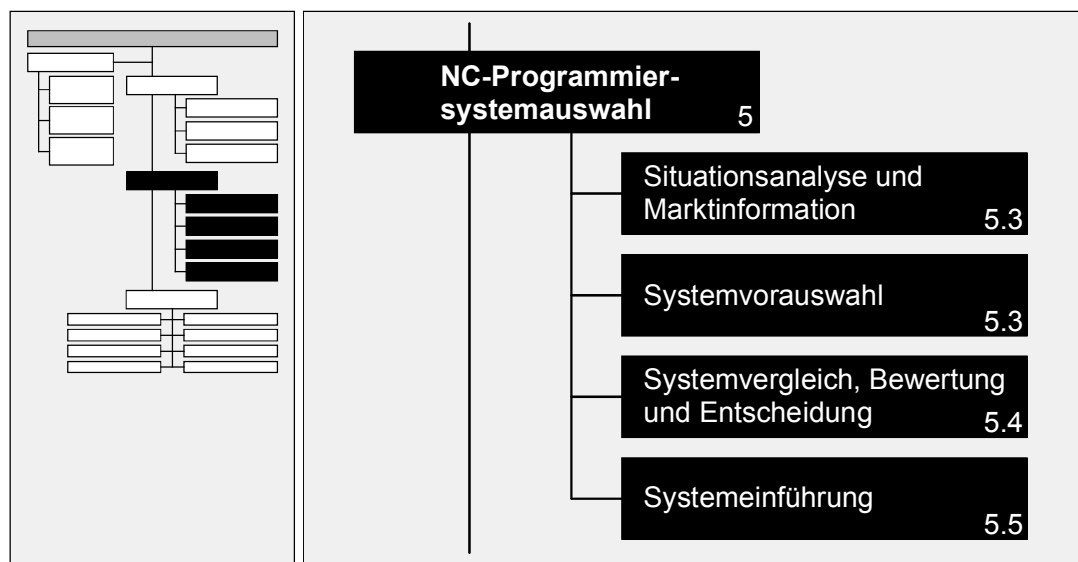 NC-Programmier-
systemauswahl
5
Situationsanalyse und
Marktinformation
5.3
Systemvorauswahl
5.3
Systemvergleich, Bewertung
und Entscheidung
5.4
Systemeinführung
5.5